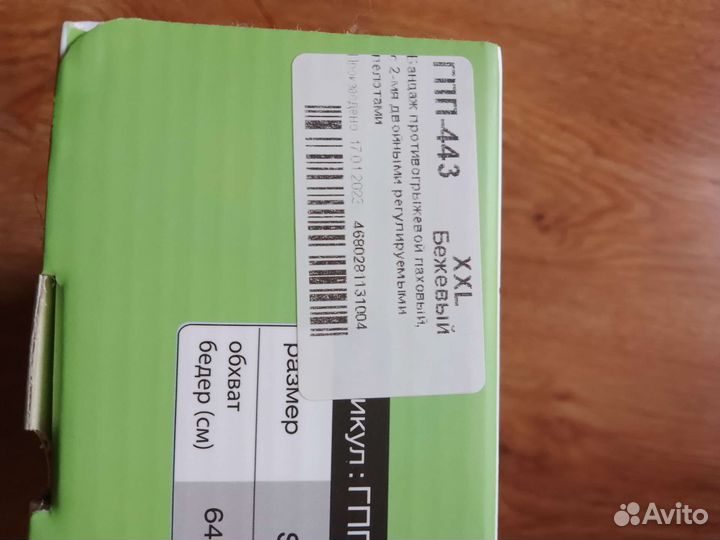 ГПП-443
XXL
Бежевый
Бандаж противогрыжевой паховый,
с 2-мя двойными регулируемыми
пелотами
Произведено 17.01.2023
4680281131004
икул : ГПП
размер
S
обхват
бедер (см)
64
Avito